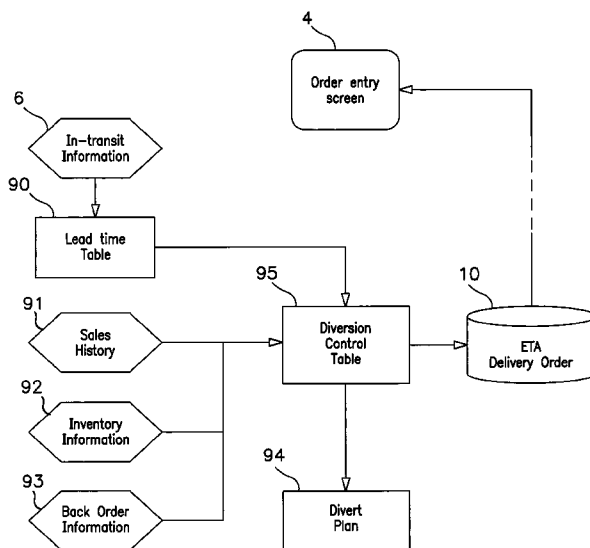 4
Order entry
screen
6
In-transit
Information
90
Lead time
Table
91
Sales
History
95
Diversion
Control
Table
10
ETA
Delivery Order
92
Inventory
Information
93
Back Order
Information
94
Divert
Plan